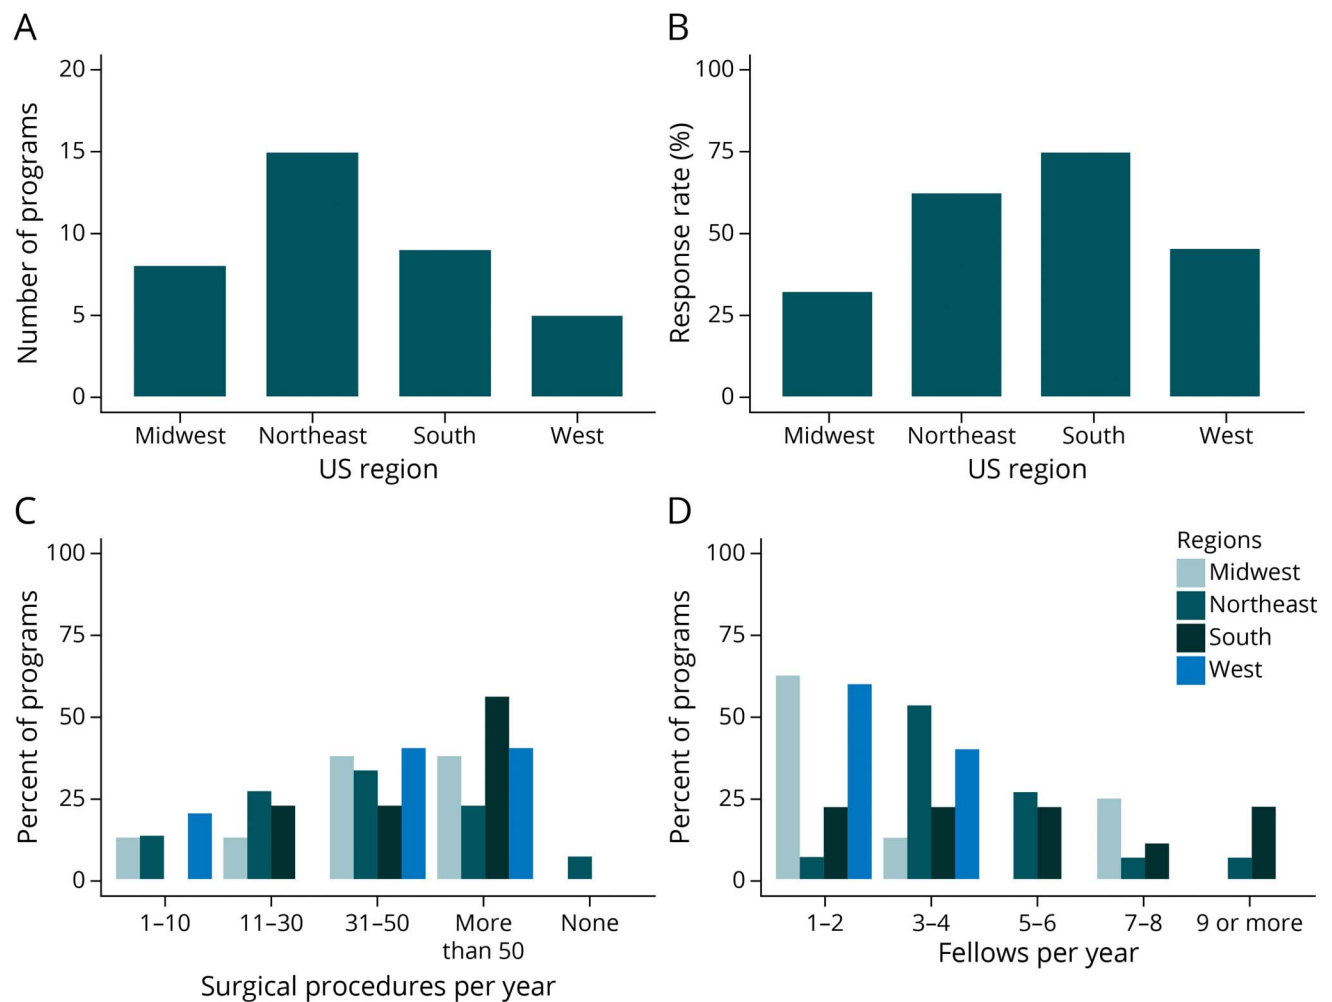 A
Number of programs
20
15
10
5
0
Midwest
Northeast
South
West
US region
B
Response rate (%)
100
75
50
25
0
Midwest
Northeast
South
West
US region
C
Percent of programs
100
75
50
25
0
1–10
11–30
31–50
More
than 50
None
Surgical procedures per year
D
Percent of programs
100
75
50
25
0
1–2
3–4
5–6
7–8
9 or more
Fellows per year
Regions
Midwest
Northeast
South
West